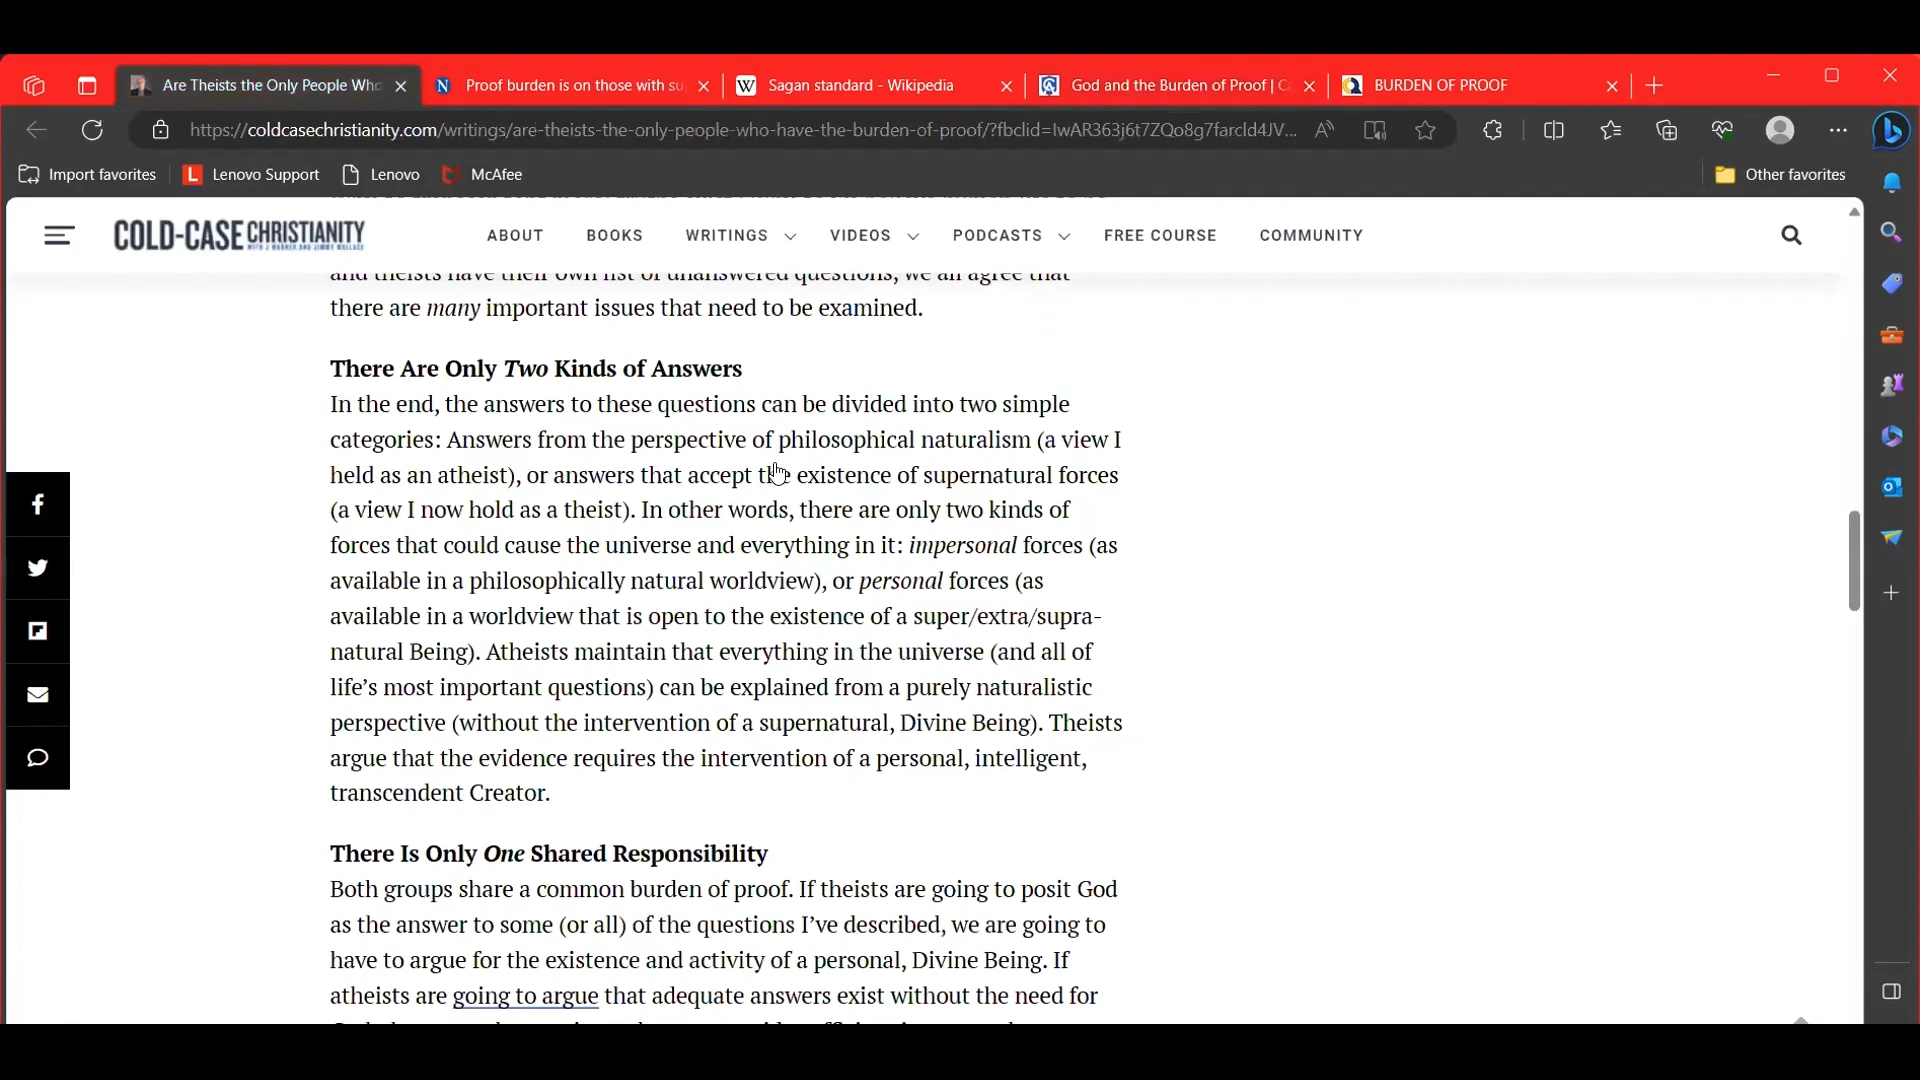 Are Theists the Only People Who
Proof burden is on those with su
Sagan standard - Wikipedia
God and the Burden of Proof | C
BURDEN OF PROOF
https://coldcasechristianity.com/writings/are-theists-the-only-people-who-have-the-burden-of-proof/?fbclid=IwAR363j6t7ZQo8g7farcld4JV...
Import favorites
Lenovo Support
Lenovo
McAfee
Other favorites
COLD-CASE CHRISTIANITY
ABOUT
BOOKS
WRITINGS
VIDEOS
PODCASTS
FREE COURSE
COMMUNITY
and theists have their own list of unanswered questions, we all agree that
there are many important issues that need to be examined.
There Are Only Two Kinds of Answers
In the end, the answers to these questions can be divided into two simple
categories: Answers from the perspective of philosophical naturalism (a view I
held as an atheist), or answers that accept the existence of supernatural forces
(a view I now hold as a theist). In other words, there are only two kinds of
forces that could cause the universe and everything in it: impersonal forces (as
available in a philosophically natural worldview), or personal forces (as
available in a worldview that is open to the existence of a super/extra/supra-
natural Being). Atheists maintain that everything in the universe (and all of
life's most important questions) can be explained from a purely naturalistic
perspective (without the intervention of a supernatural, Divine Being). Theists
argue that the evidence requires the intervention of a personal, intelligent,
transcendent Creator.
There Is Only One Shared Responsibility
Both groups share a common burden of proof. If theists are going to posit God
as the answer to some (or all) of the questions I've described, we are going to
have to argue for the existence and activity of a personal, Divine Being. If
atheists are going to argue that adequate answers exist without the need for